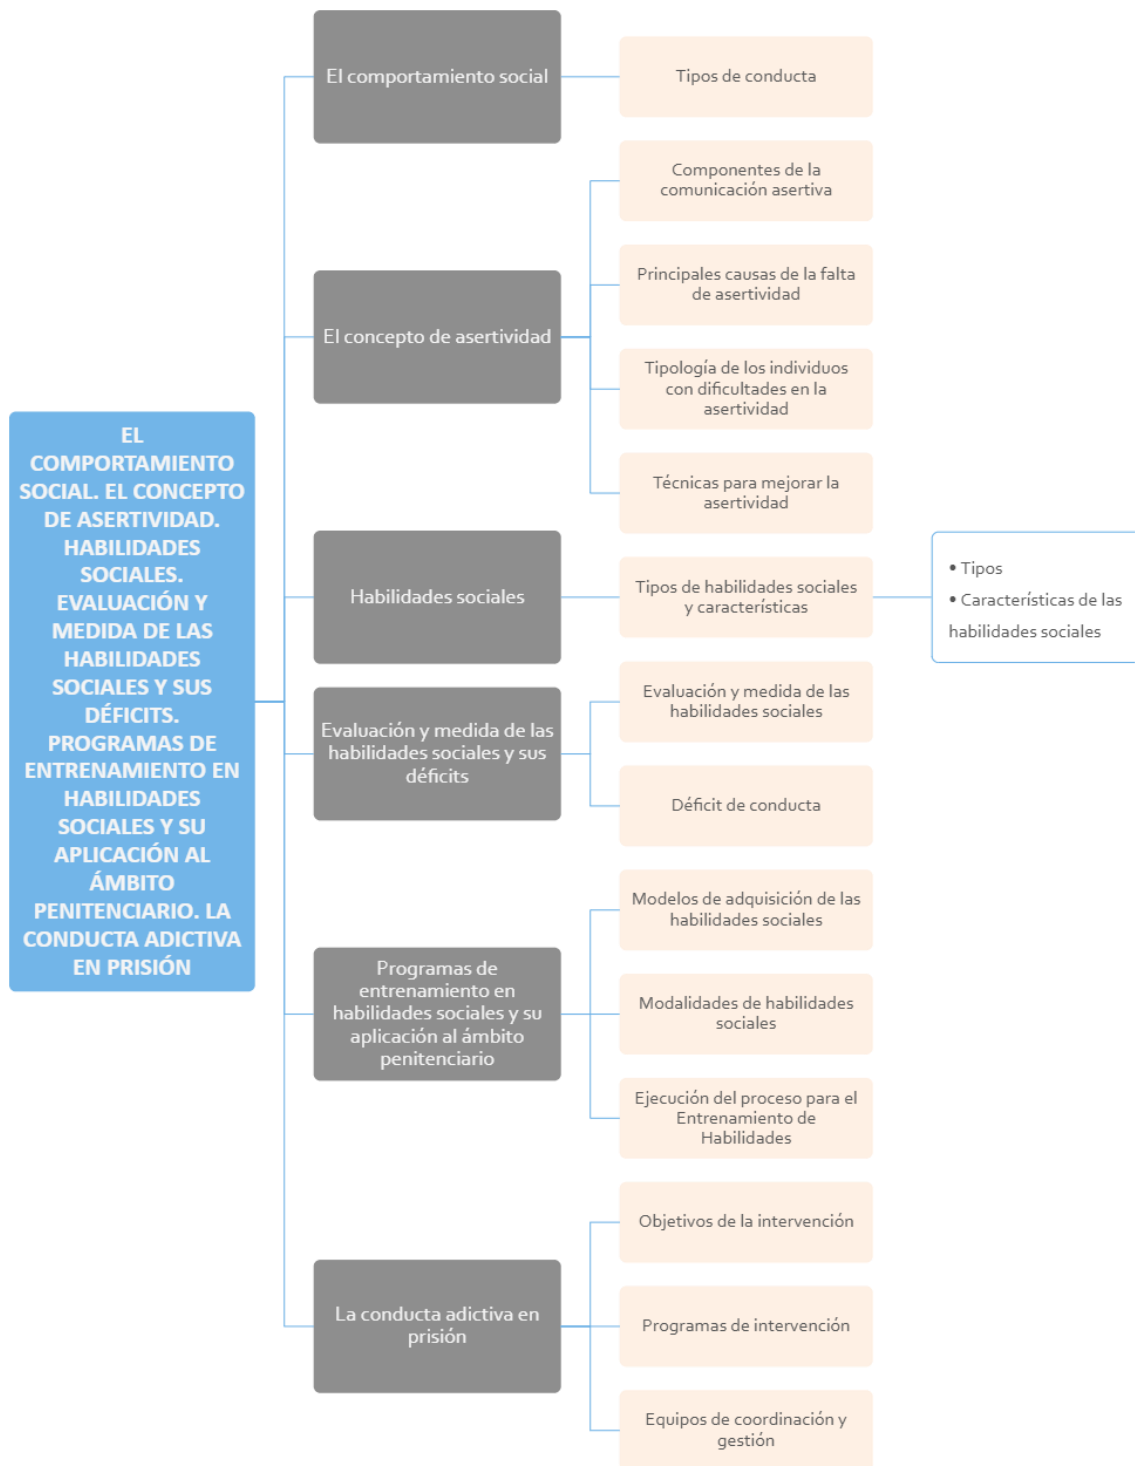 EL
COMPORTAMIENTO
SOCIAL. EL CONCEPTO
DE ASERTIVIDAD.
HABILIDADES
SOCIALES.
EVALUACIÓN Y
MEDIDA DE LAS
HABILIDADES
SOCIALES Y SUS
DÉFICITS.
PROGRAMAS DE
ENTRENAMIENTO EN
HABILIDADES
SOCIALES Y SU
APLICACIÓN AL
ÁMBITO
PENITENCIARIO. LA
CONDUCTA ADICTIVA
EN PRISIÓN
El comportamiento social
Tipos de conducta
El concepto de asertividad
Componentes de la
comunicación asertiva
Principales causas de la falta
de asertividad
Tipología de los individuos
con dificultades en la
asertividad
Técnicas para mejorar la
asertividad
Habilidades sociales
Tipos de habilidades sociales
y características
• Tipos
• Características de las
habilidades sociales
Evaluación y medida de las
habilidades sociales y sus
déficits
Evaluación y medida de las
habilidades sociales
Déficit de conducta
Programas de
entrenamiento en
habilidades sociales y su
aplicación al ámbito
penitenciario
Modelos de adquisición de las
habilidades sociales
Modalidades de habilidades
sociales
Ejecución del proceso para el
Entrenamiento de
Habilidades
La conducta adictiva en
prisión
Objetivos de la intervención
Programas de intervención
Equipos de coordinación y
gestión